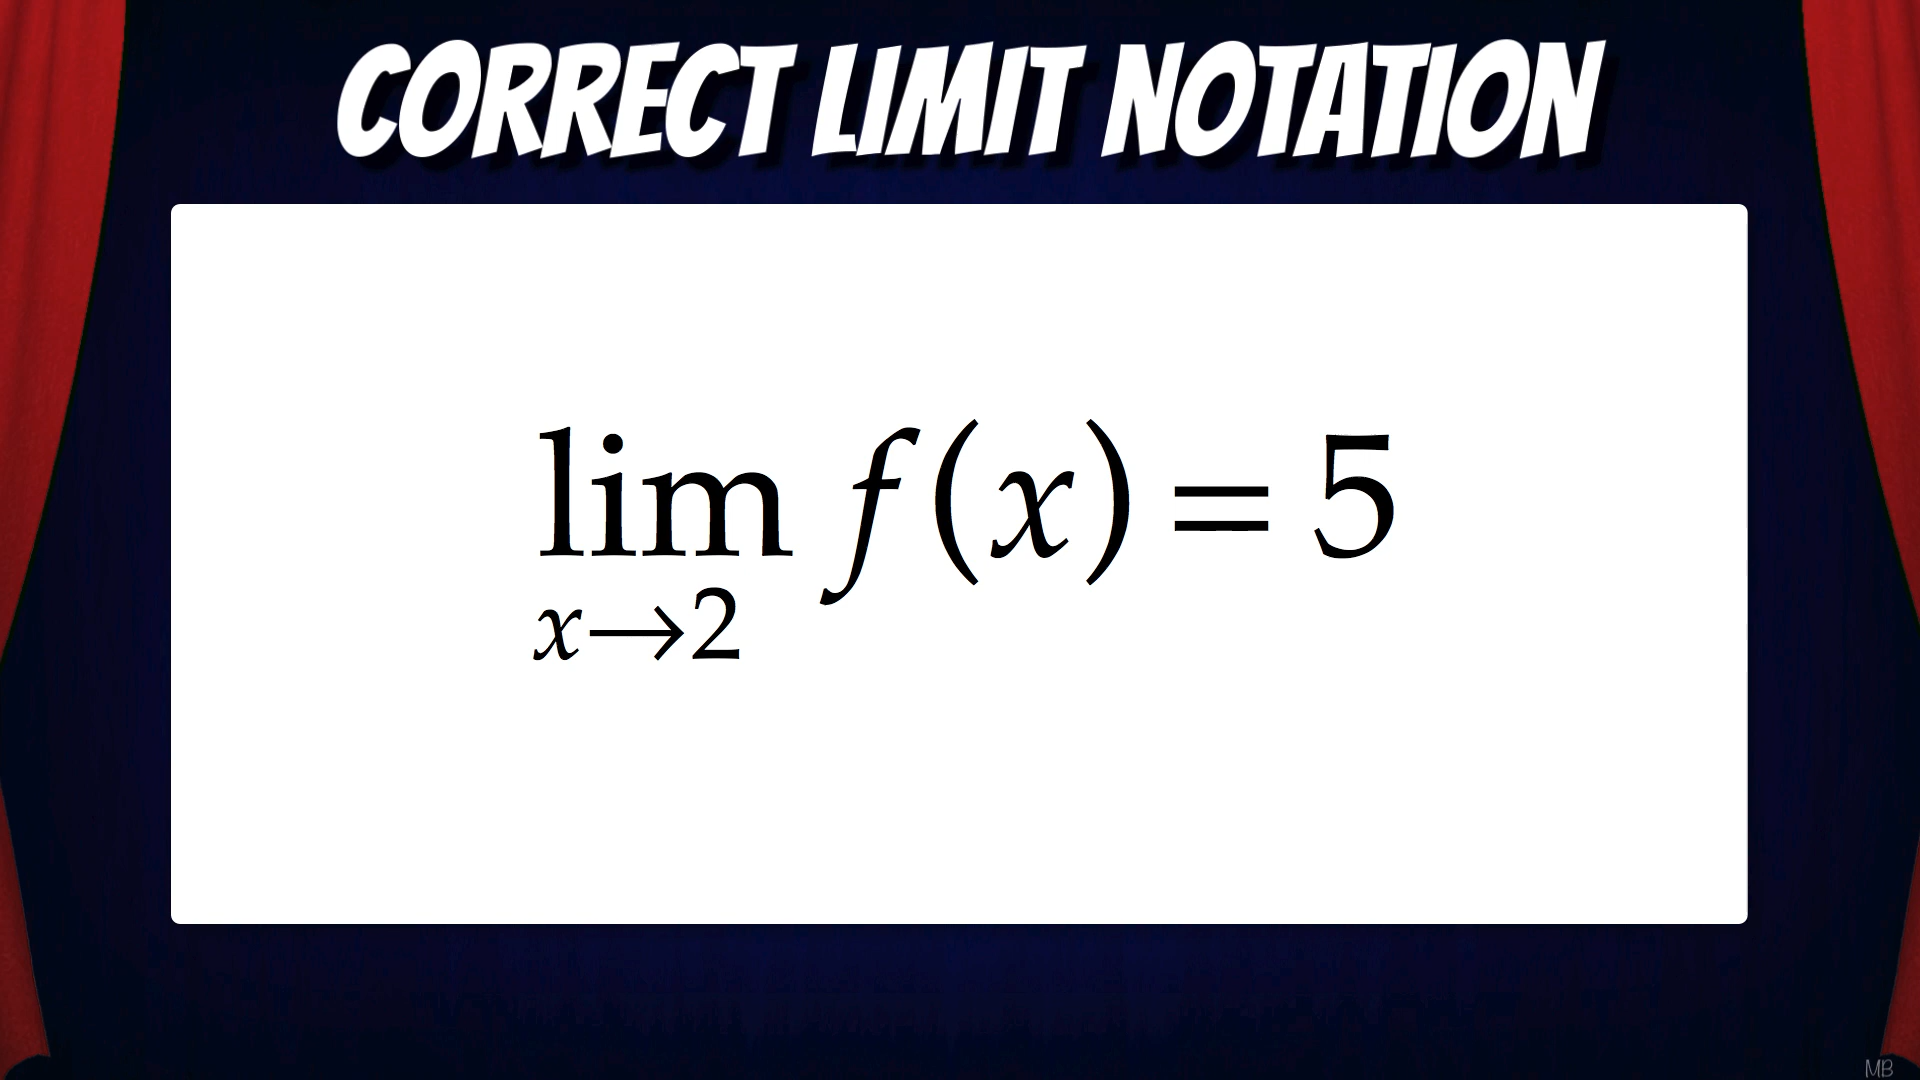 CORRECT LIMIT NOTATION
lim f(x) = 5
x→2
MB